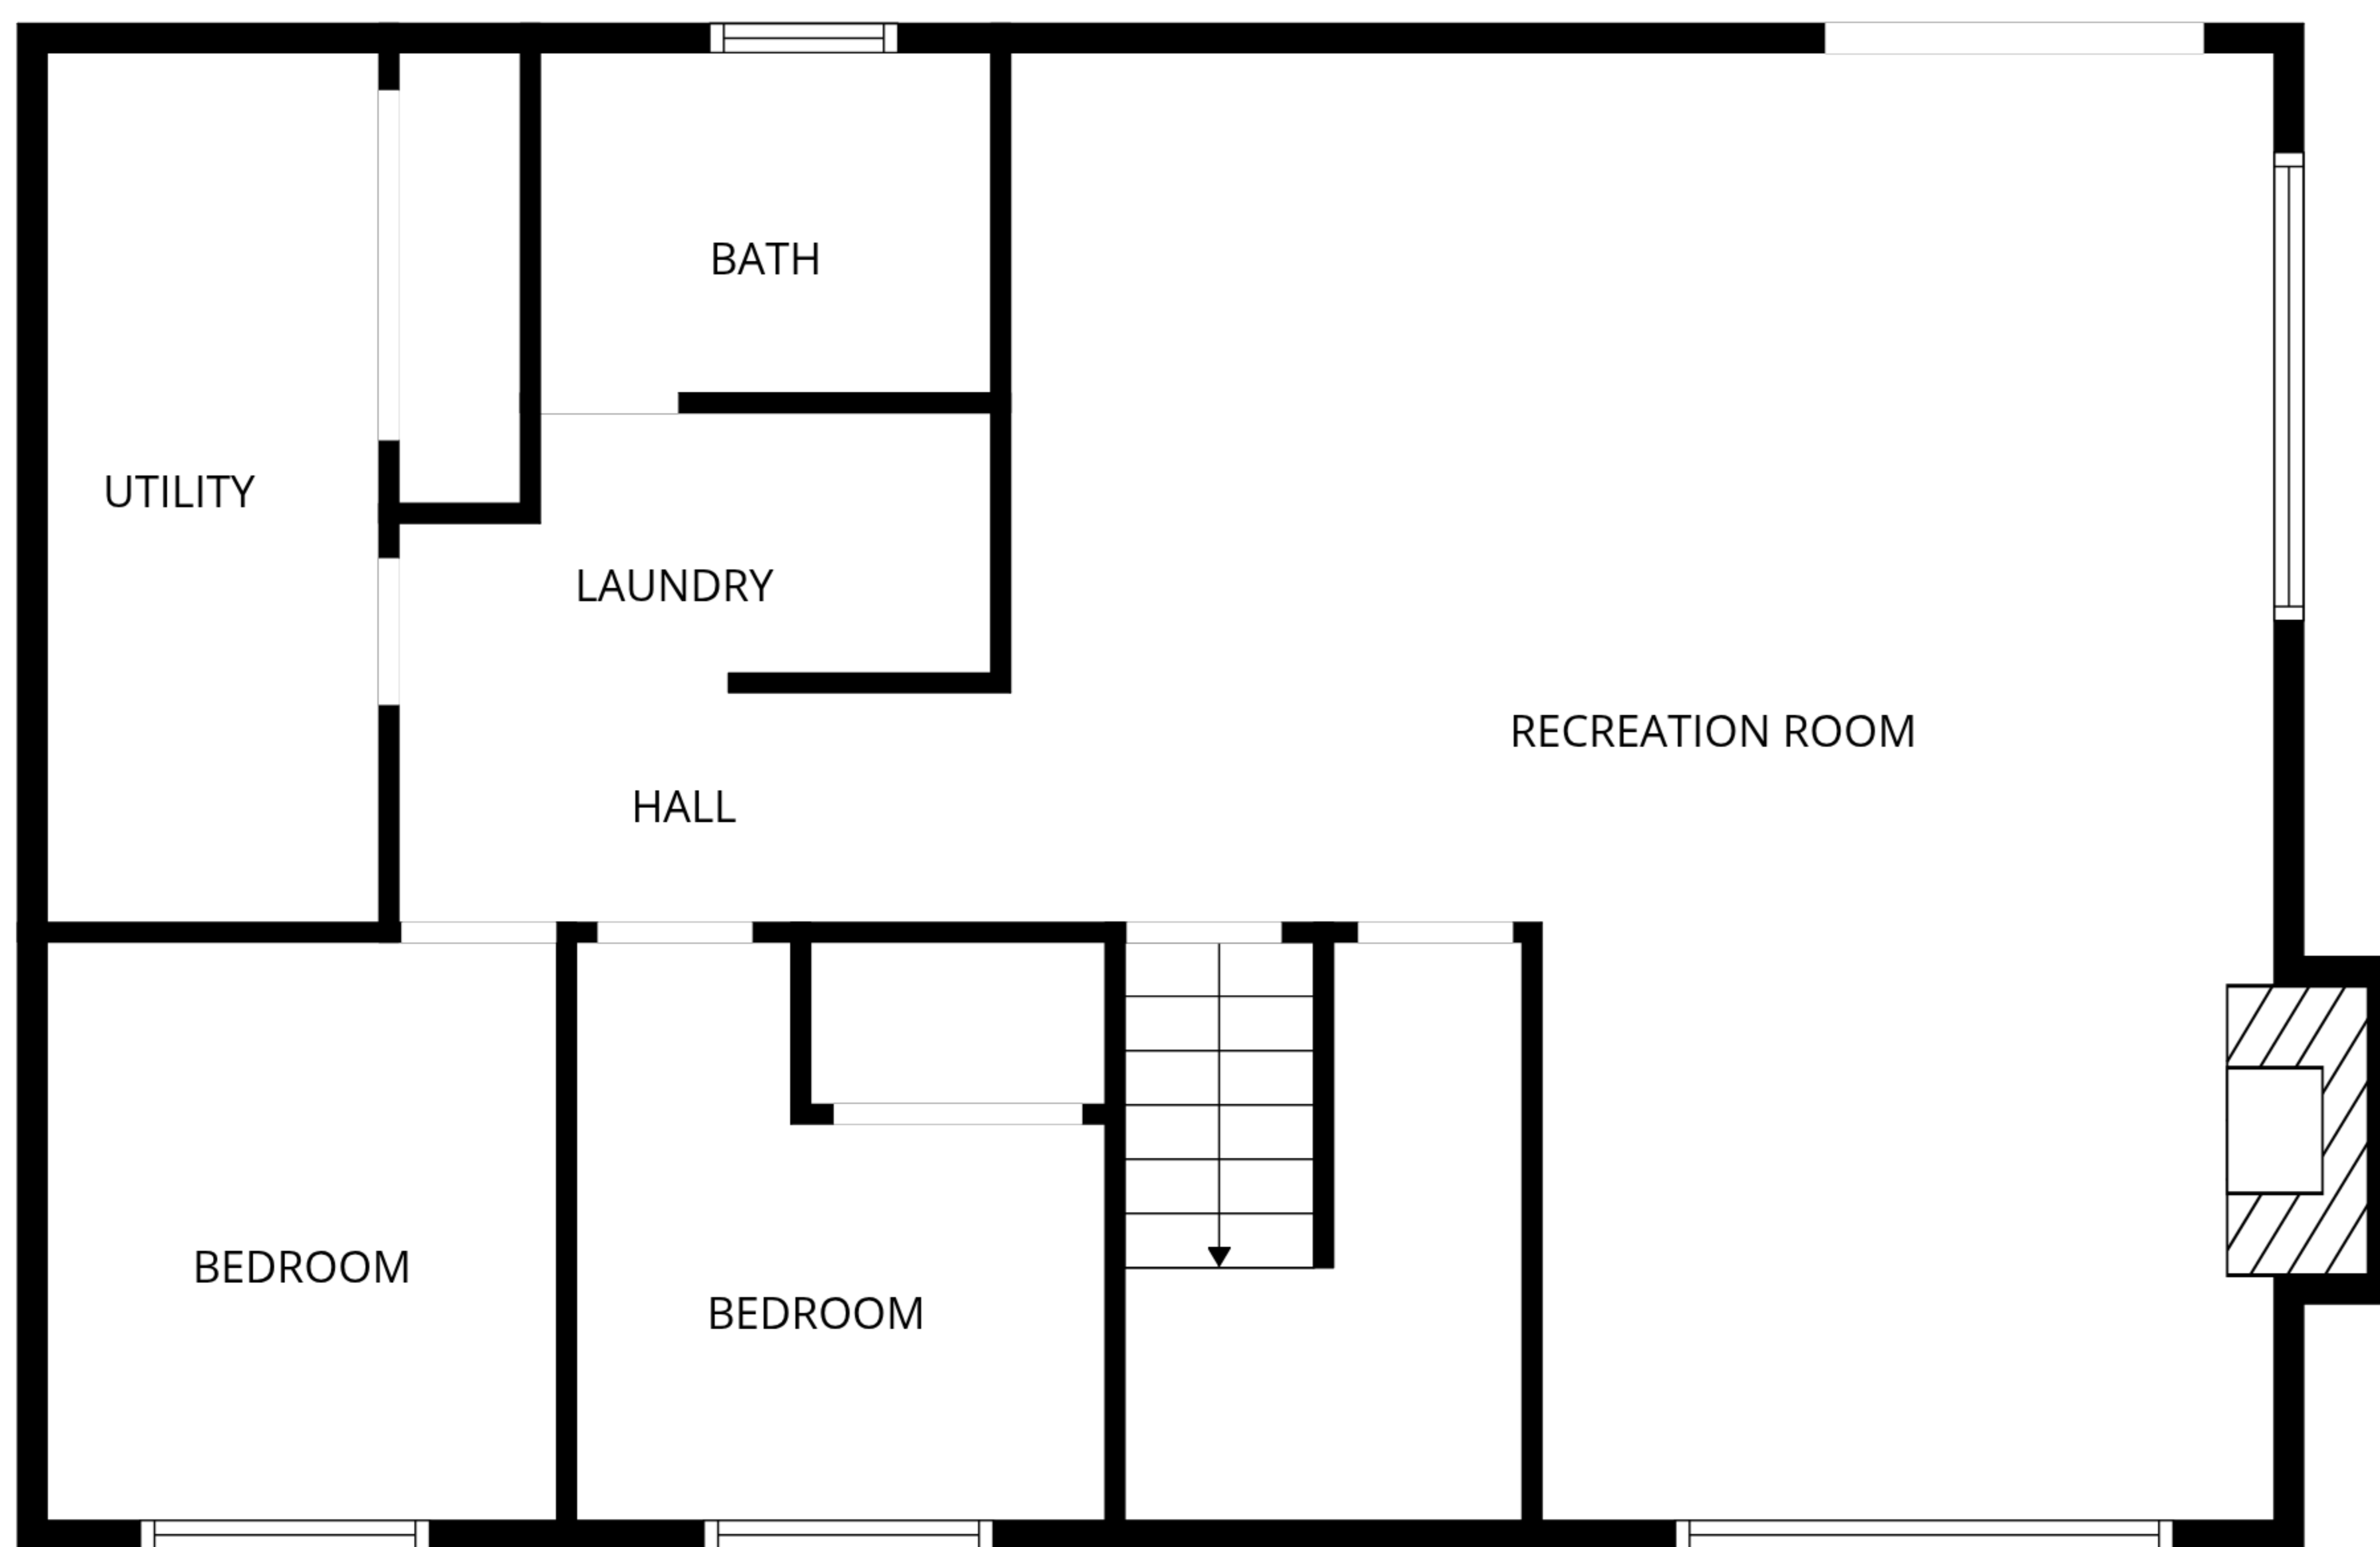 BATH
UTILITY
LAUNDRY
RECREATION ROOM
HALL
BEDROOM
BEDROOM